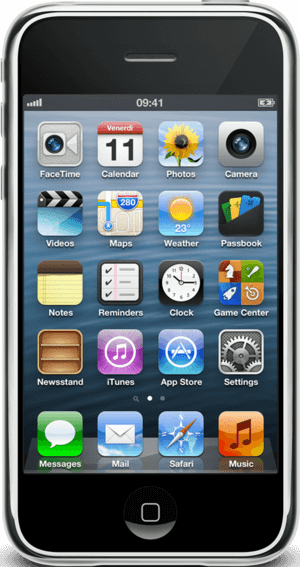 09:41
FaceTime
Venerdì
11
Calendar
Photos
Camera
Videos
280
Maps
23°
Weather
Passbook
Notes
Reminders
Clock
Game Center
Newsstand
iTunes
App Store
Settings
Messages
Mail
Safari
Music